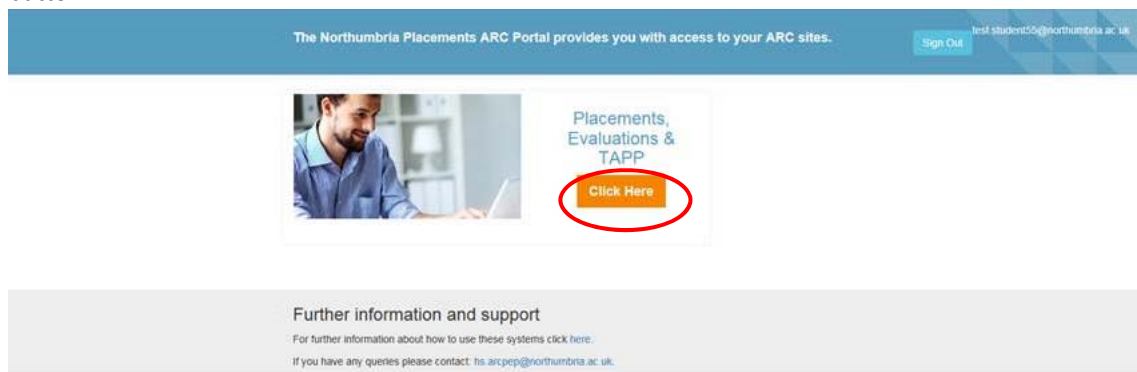 The Northumbria Placements ARC Portal provides you with access to your ARC sites.
Sign Out
test.student55@northumbria.ac.uk
Placements,
Evaluations &
TAPP
Click Here
Further information and support
For further information about how to use these systems click here.
If you have any queries please contact: hs.arcpep@northumbria.ac.uk.